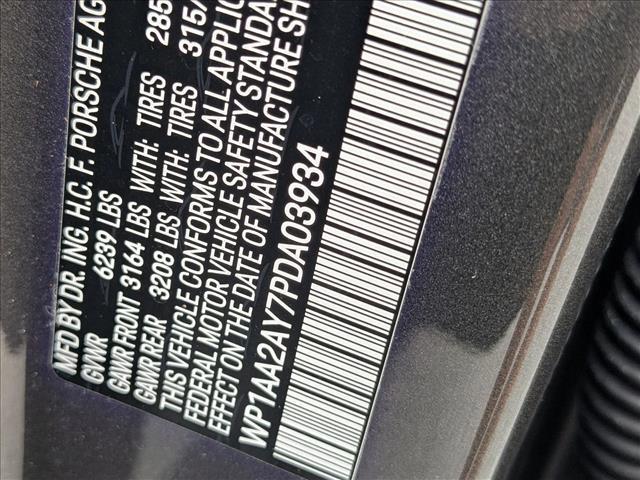 MFD BY DR. ING. H.C. F. PORSCHE AG
GVWR 6239 LBS
GAWR FRONT 3164 LBS WITH: TIRES 285
GAWR REAR 3208 LBS WITH: TIRES 315/
THIS VEHICLE CONFORMS TO ALL APPLIC
FEDERAL MOTOR VEHICLE SAFETY STANDA
EFFECT ON THE DATE OF MANUFACTURE SH
WP1AA2AY7PDA03934